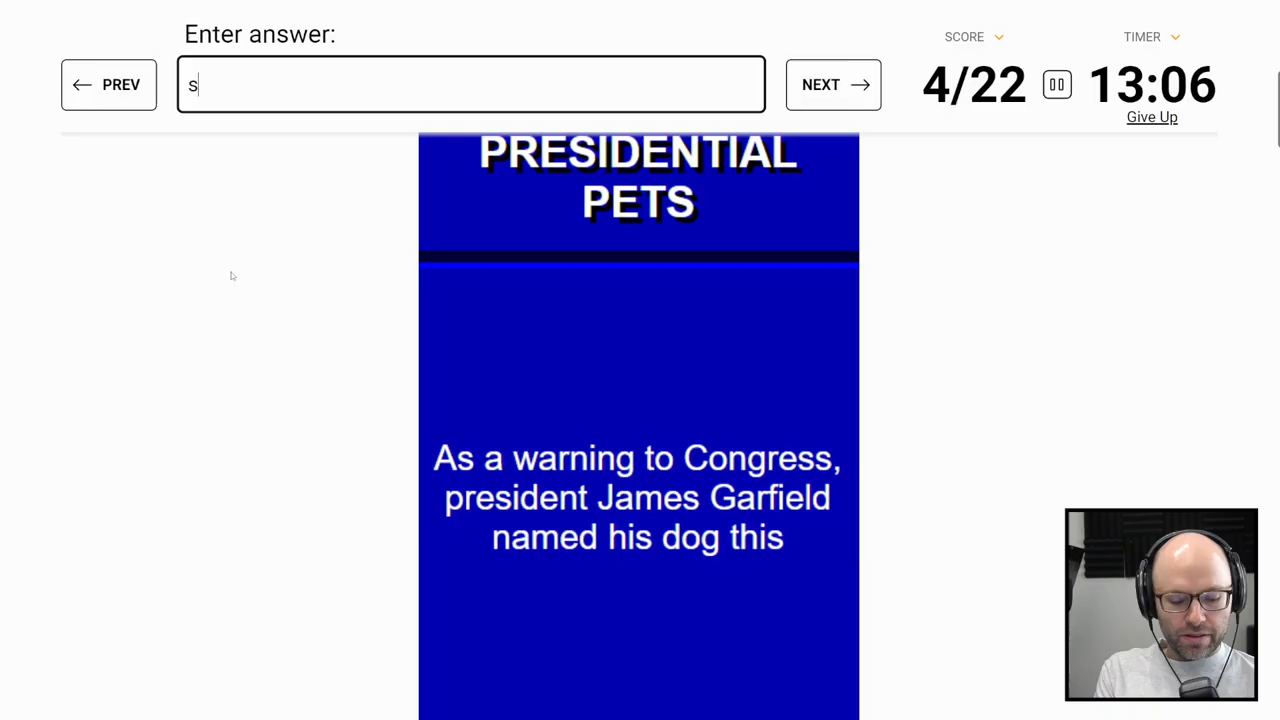 Enter answer:
SCORE
TIMER
← PREV
s
NEXT →
4/22
13:06
Give Up
PRESIDENTIAL
PETS
As a warning to Congress,
president James Garfield
named his dog this